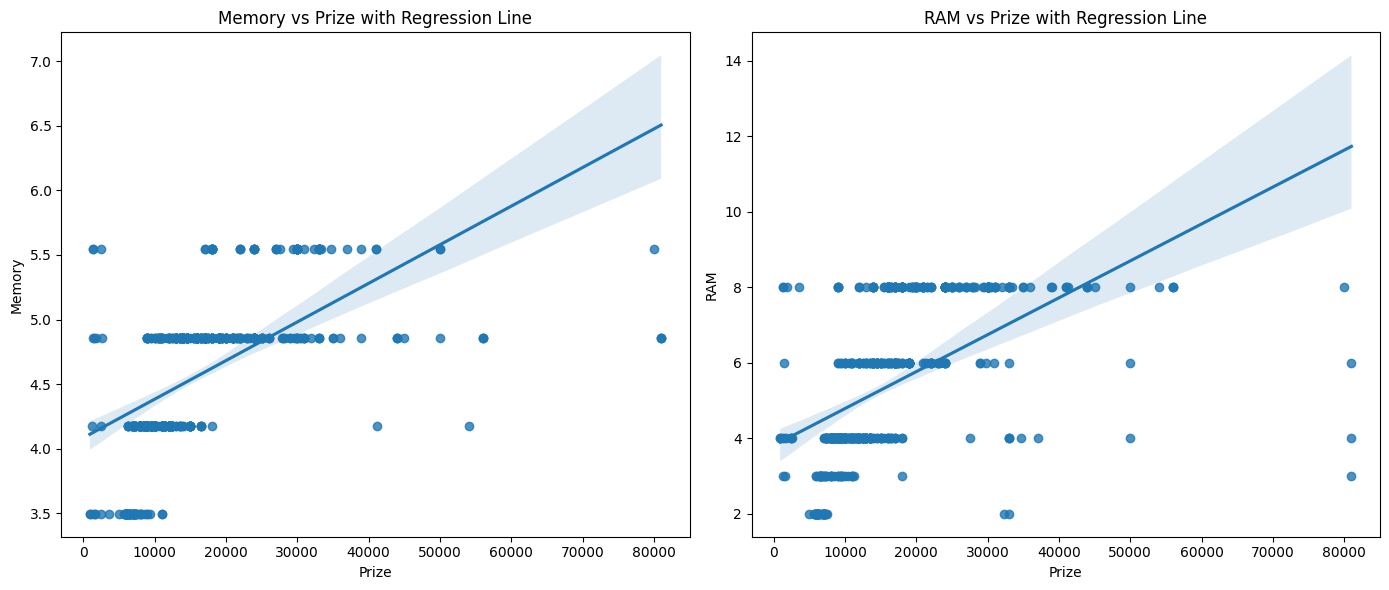 Memory vs Prize with Regression Line
7.0
6.5
6.0
5.5
5.0
4.5
4.0
3.5
Memory
0 10000 20000 30000 40000 50000 60000 70000 80000
Prize
RAM vs Prize with Regression Line
14
12
10
8
6
4
2
RAM
0 10000 20000 30000 40000 50000 60000 70000 80000
Prize